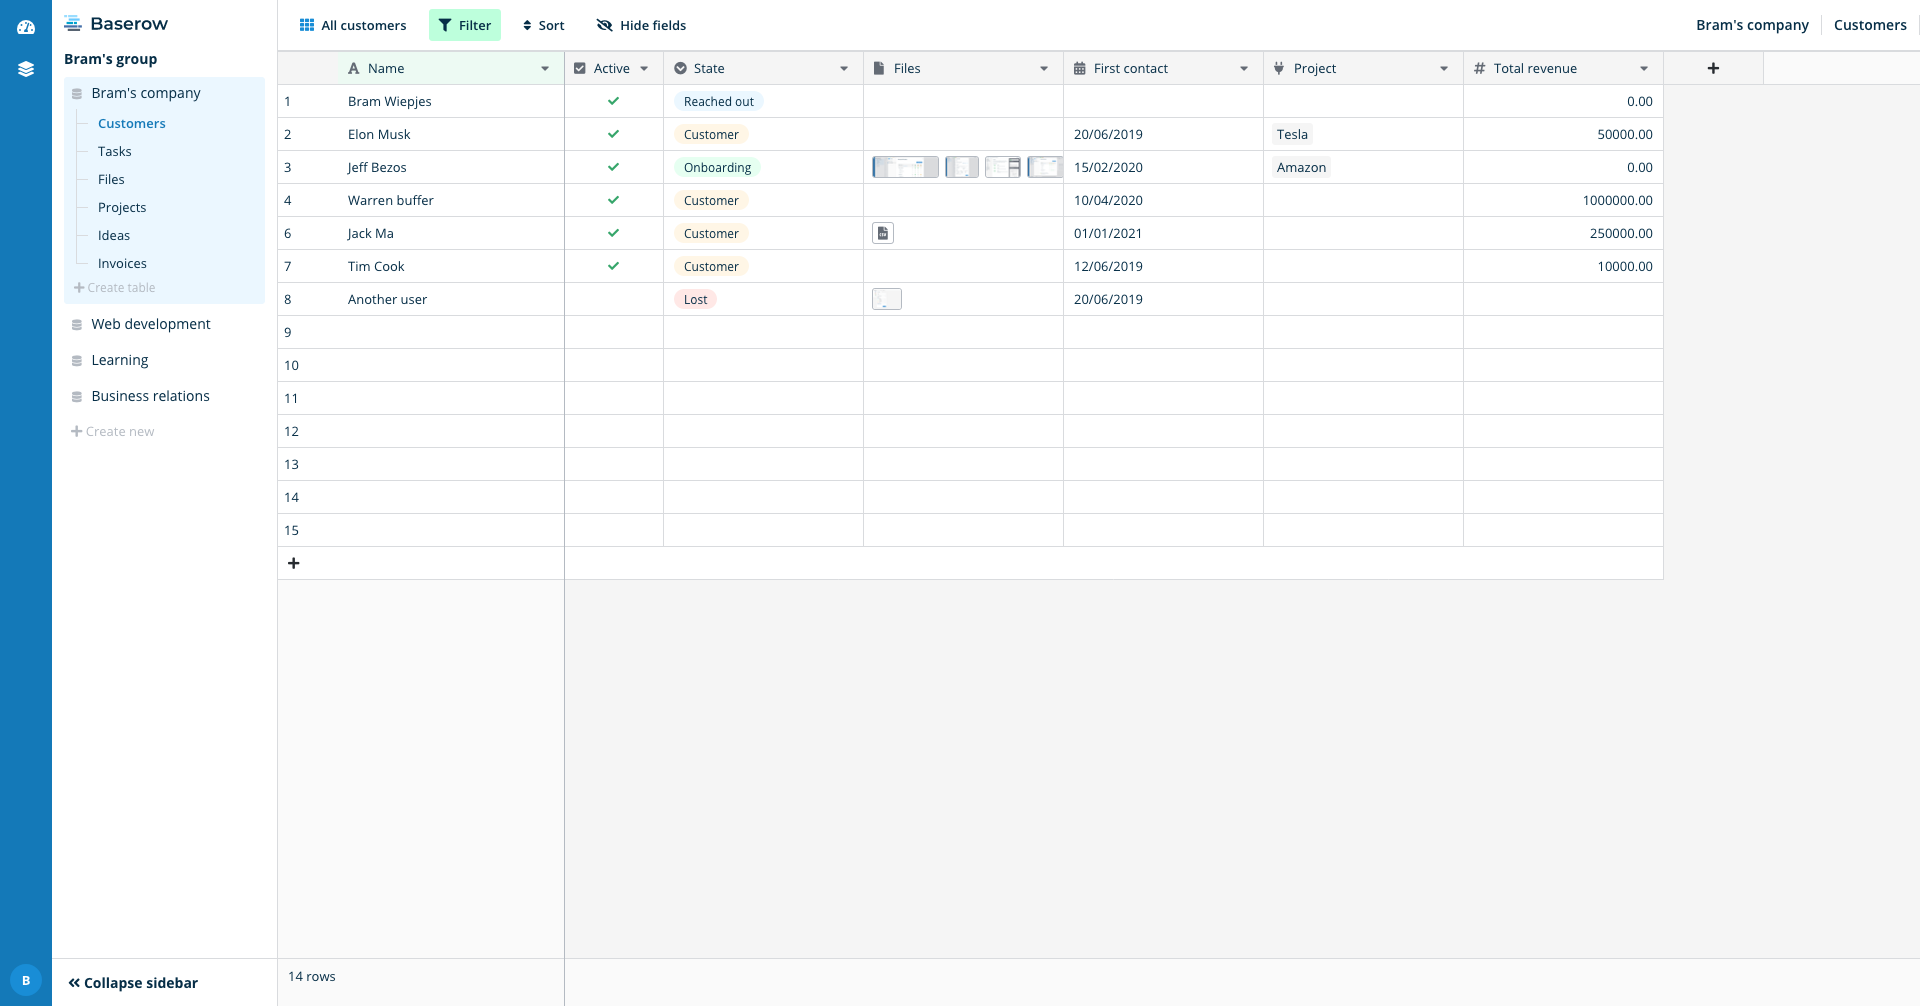 Baserow
Bram's group
Bram's company
Customers
Tasks
Files
Projects
Ideas
Invoices
Create table
Web development
Learning
Business relations
Create new
B
Collapse sidebar
All customers Filter Sort Hide fields Bram's company Customers
Name Active State Files First contact Project Total revenue
1 Bram Wiepjes Reached out 0.00
2 Elon Musk Customer 20/06/2019 Tesla 50000.00
3 Jeff Bezos Onboarding 15/02/2020 Amazon 0.00
4 Warren buffer Customer 10/04/2020 1000000.00
6 Jack Ma Customer 01/01/2021 250000.00
7 Tim Cook Customer 12/06/2019 10000.00
8 Another user Lost 20/06/2019
9
10
11
12
13
14
15
14 rows